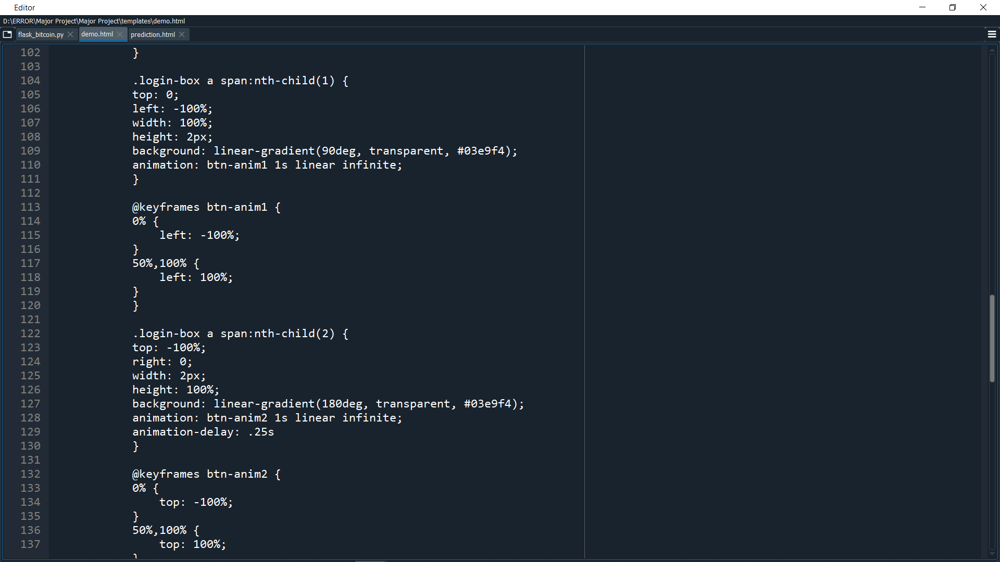 Editor
D:\ERROR\Major Project\Major Project\templates\demo.html
flask_bitcoin.py demo.html prediction.html
102 }
103
104 .login-box a span:nth-child(1) {
105 top: 0;
106 left: -100%;
107 width: 100%;
108 height: 2px;
109 background: linear-gradient(90deg, transparent, #03e9f4);
110 animation: btn-anim1 1s linear infinite;
111 }
112
113 @keyframes btn-anim1 {
114 0% {
115 left: -100%;
116 }
117 50%,100% {
118 left: 100%;
119 }
120 }
121
122 .login-box a span:nth-child(2) {
123 top: -100%;
124 right: 0;
125 width: 2px;
126 height: 100%;
127 background: linear-gradient(180deg, transparent, #03e9f4);
128 animation: btn-anim2 1s linear infinite;
129 animation-delay: .25s
130 }
131
132 @keyframes btn-anim2 {
133 0% {
134 top: -100%;
135 }
136 50%,100% {
137 top: 100%;
}